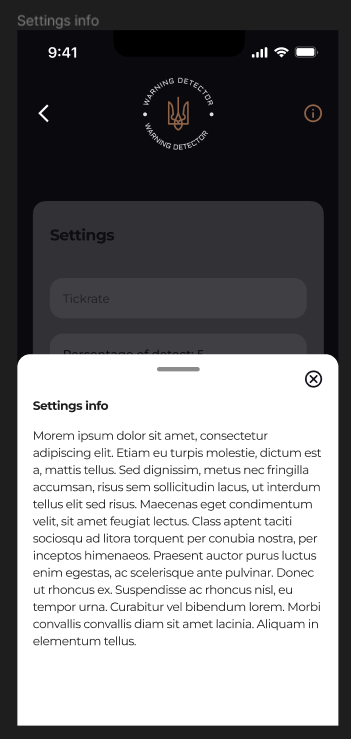 Settings info
9:41
WARNING DETECTOR
WARNING DETECTOR
Settings
Tickrate
Percentage of detect: 5
Settings info
Morem ipsum dolor sit amet, consectetur
adipiscing elit. Etiam eu turpis molestie, dictum est
a, mattis tellus. Sed dignissim, metus nec fringilla
accumsan, risus sem sollicitudin lacus, ut interdum
tellus elit sed risus. Maecenas eget condimentum
velit, sit amet feugiat lectus. Class aptent taciti
sociosqu ad litora torquent per conubia nostra, per
inceptos himenaeos. Praesent auctor purus luctus
enim egestas, ac scelerisque ante pulvinar. Donec
ut rhoncus ex. Suspendisse ac rhoncus nisl, eu
tempor urna. Curabitur vel bibendum lorem. Morbi
convallis convallis diam sit amet lacinia. Aliquam in
elementum tellus.